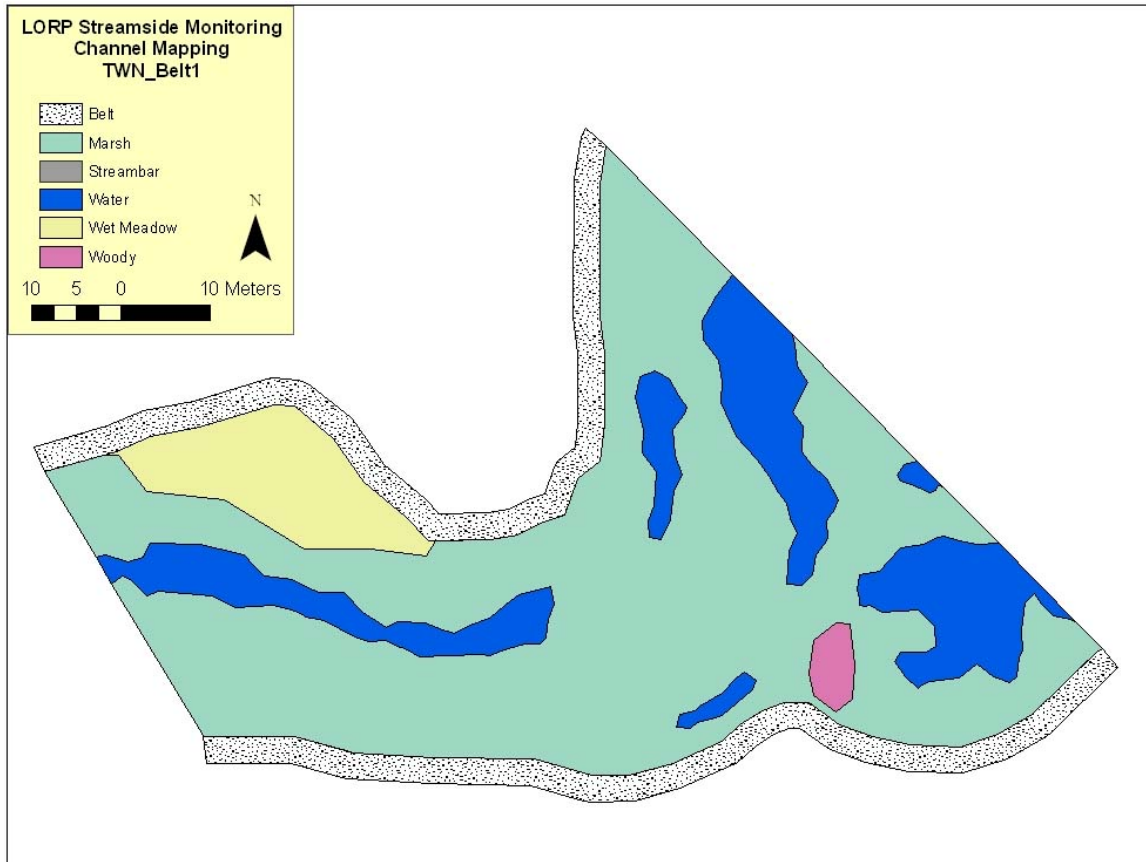 LORP Streamside Monitoring
Channel Mapping
TWN_Belt1
Belt
Marsh
Streambar
Water
Wet Meadow
Woody
N
10 5 0 10 Meters